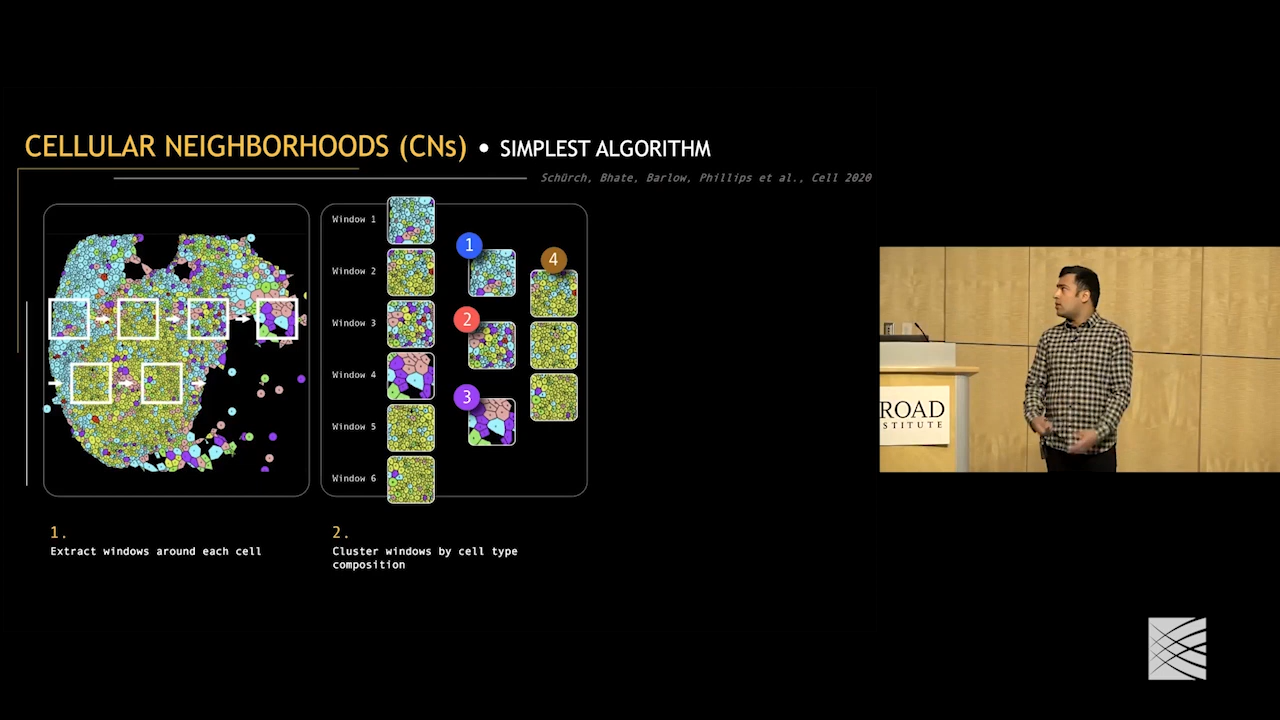 CELLULAR NEIGHBORHOODS (CNs) • SIMPLEST ALGORITHM
Schürch, Bhate, Barlow, Phillips et al., Cell 2020
Window 1
Window 2
Window 3
Window 4
Window 5
Window 6
1
2
3
4
1.
Extract windows around each cell
2.
Cluster windows by cell type
composition
ROAD
STITUTE